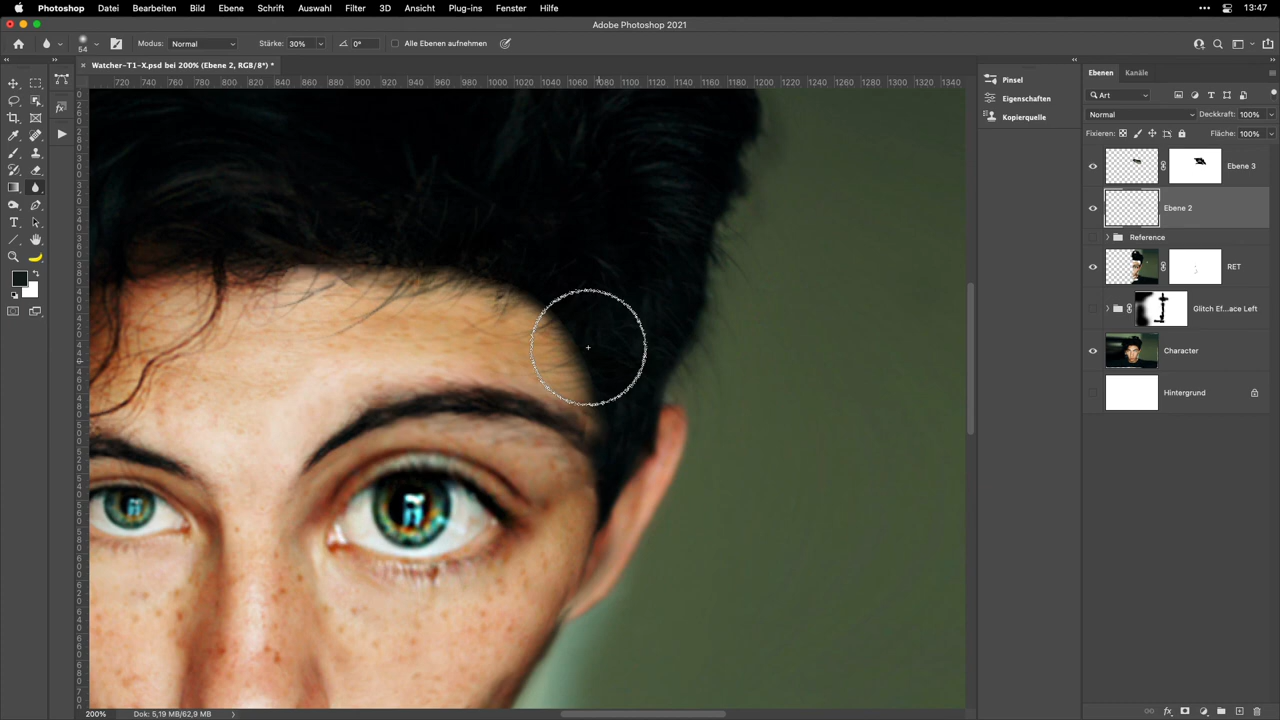 Photoshop Datei Bearbeiten Bild Ebene Schrift Auswahl Filter 3D Ansicht Plug-ins Fenster Hilfe 13:47
Adobe Photoshop 2021
54 Modus: Normal Stärke: 30% 0° Alle Ebenen aufnehmen
× Watcher-T1-X.psd bei 200% (Ebene 2, RGB/8*) *
720 740 760 780 800 820 840 860 880 900 920 940 960 980 1000 1020 1040 1060 1080 1100 1120 1140 1160 1180 1200 1220 1240 1260 1280 1300 1320 1340
Pinsel
Eigenschaften
Kopierquelle
Ebenen Kanäle
Art
Normal Deckkraft: 100%
Fixieren: Fläche: 100%
Ebene 3
Ebene 2
Reference
RET
Glitch Ef...ace Left
Character
Hintergrund
200% Dok: 5,19 MB/62,9 MB